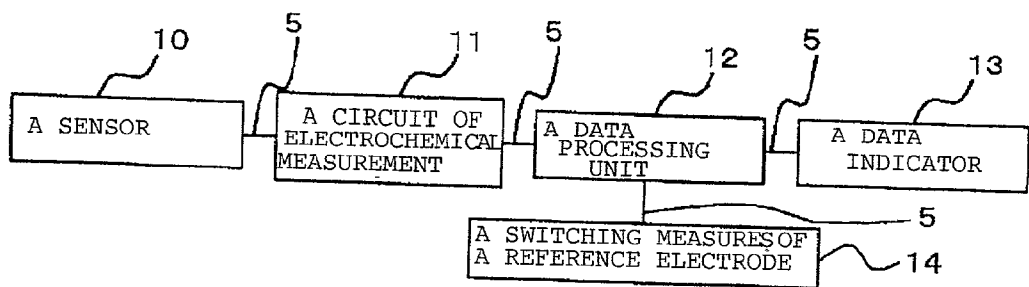 10
5
11
5
12
5
13
A SENSOR
A CIRCUIT OF
ELECTROCHEMICAL
MEASUREMENT
A DATA
PROCESSING
UNIT
A DATA
INDICATOR
5
A SWITCHING MEASURES OF
A REFERENCE ELECTRODE
14